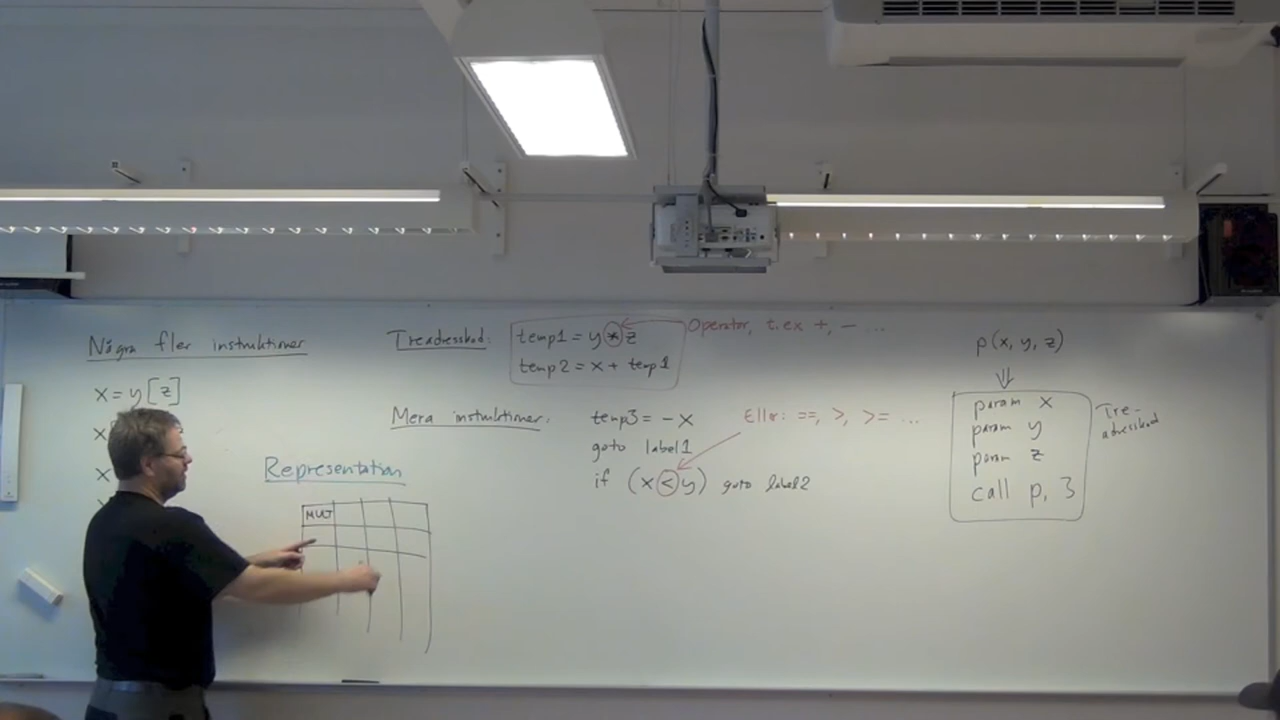 Några fler instruktioner
x = y[z]
x
x
Representation
MULT
Treadresskod:
temp1 = y * z
temp2 = x + temp1
Operator, t.ex +, - ...
Mera instruktioner:
temp3 = - x
goto label1
if (x < y) goto label2
Eller: ==, >, >= ...
p(x, y, z)
⇓
param x
param y
param z
call p, 3
Tre-
adresskod